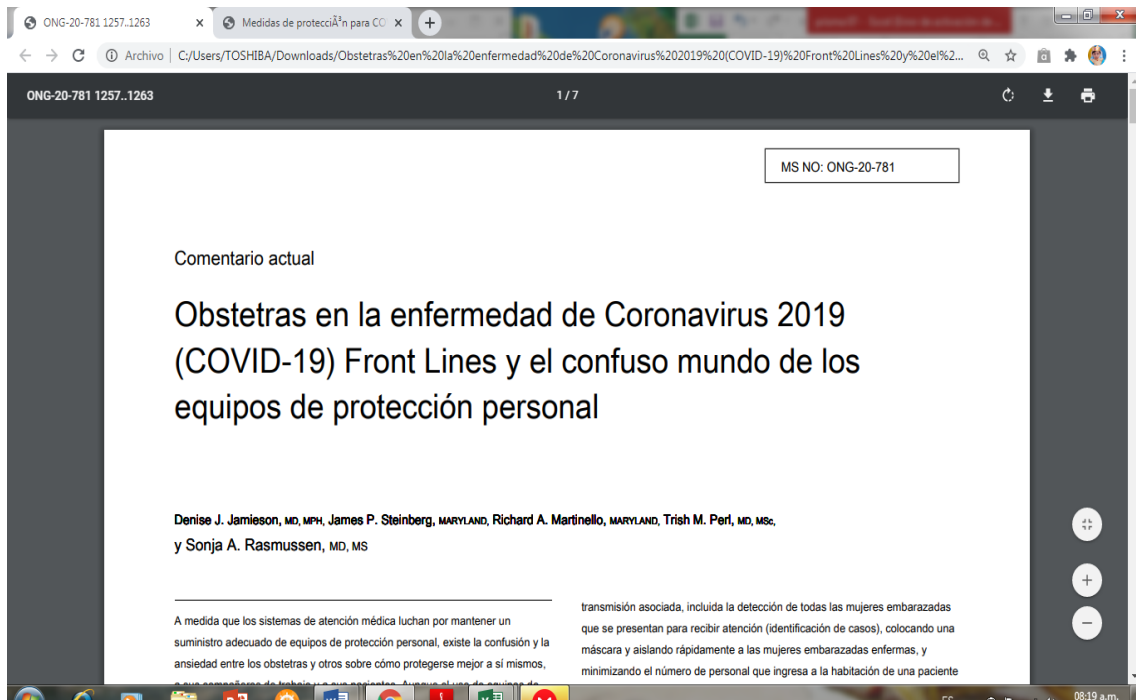 ONG-20-781 1257..1263
Medidas de protecciÃ³n para CO
Archivo | C:/Users/TOSHIBA/Downloads/Obstetras%20en%20la%20enfermedad%20de%20Coronavirus%202019%20(COVID-19)%20Front%20Lines%20y%20el%2...
ONG-20-781 1257..1263
1 / 7
MS NO: ONG-20-781
Comentario actual
Obstetras en la enfermedad de Coronavirus 2019
(COVID-19) Front Lines y el confuso mundo de los
equipos de protección personal
Denise J. Jamieson, MD, MPH, James P. Steinberg, MARYLAND, Richard A. Martinello, MARYLAND, Trish M. Perl, MD, MSc,
y Sonja A. Rasmussen, MD, MS
A medida que los sistemas de atención médica luchan por mantener un
suministro adecuado de equipos de protección personal, existe la confusión y la
ansiedad entre los obstetras y otros sobre cómo protegerse mejor a sí mismos,
transmisión asociada, incluida la detección de todas las mujeres embarazadas
que se presentan para recibir atención (identificación de casos), colocando una
máscara y aislando rápidamente a las mujeres embarazadas enfermas, y
minimizando el número de personal que ingresa a la habitación de una paciente
08:19 a.m.